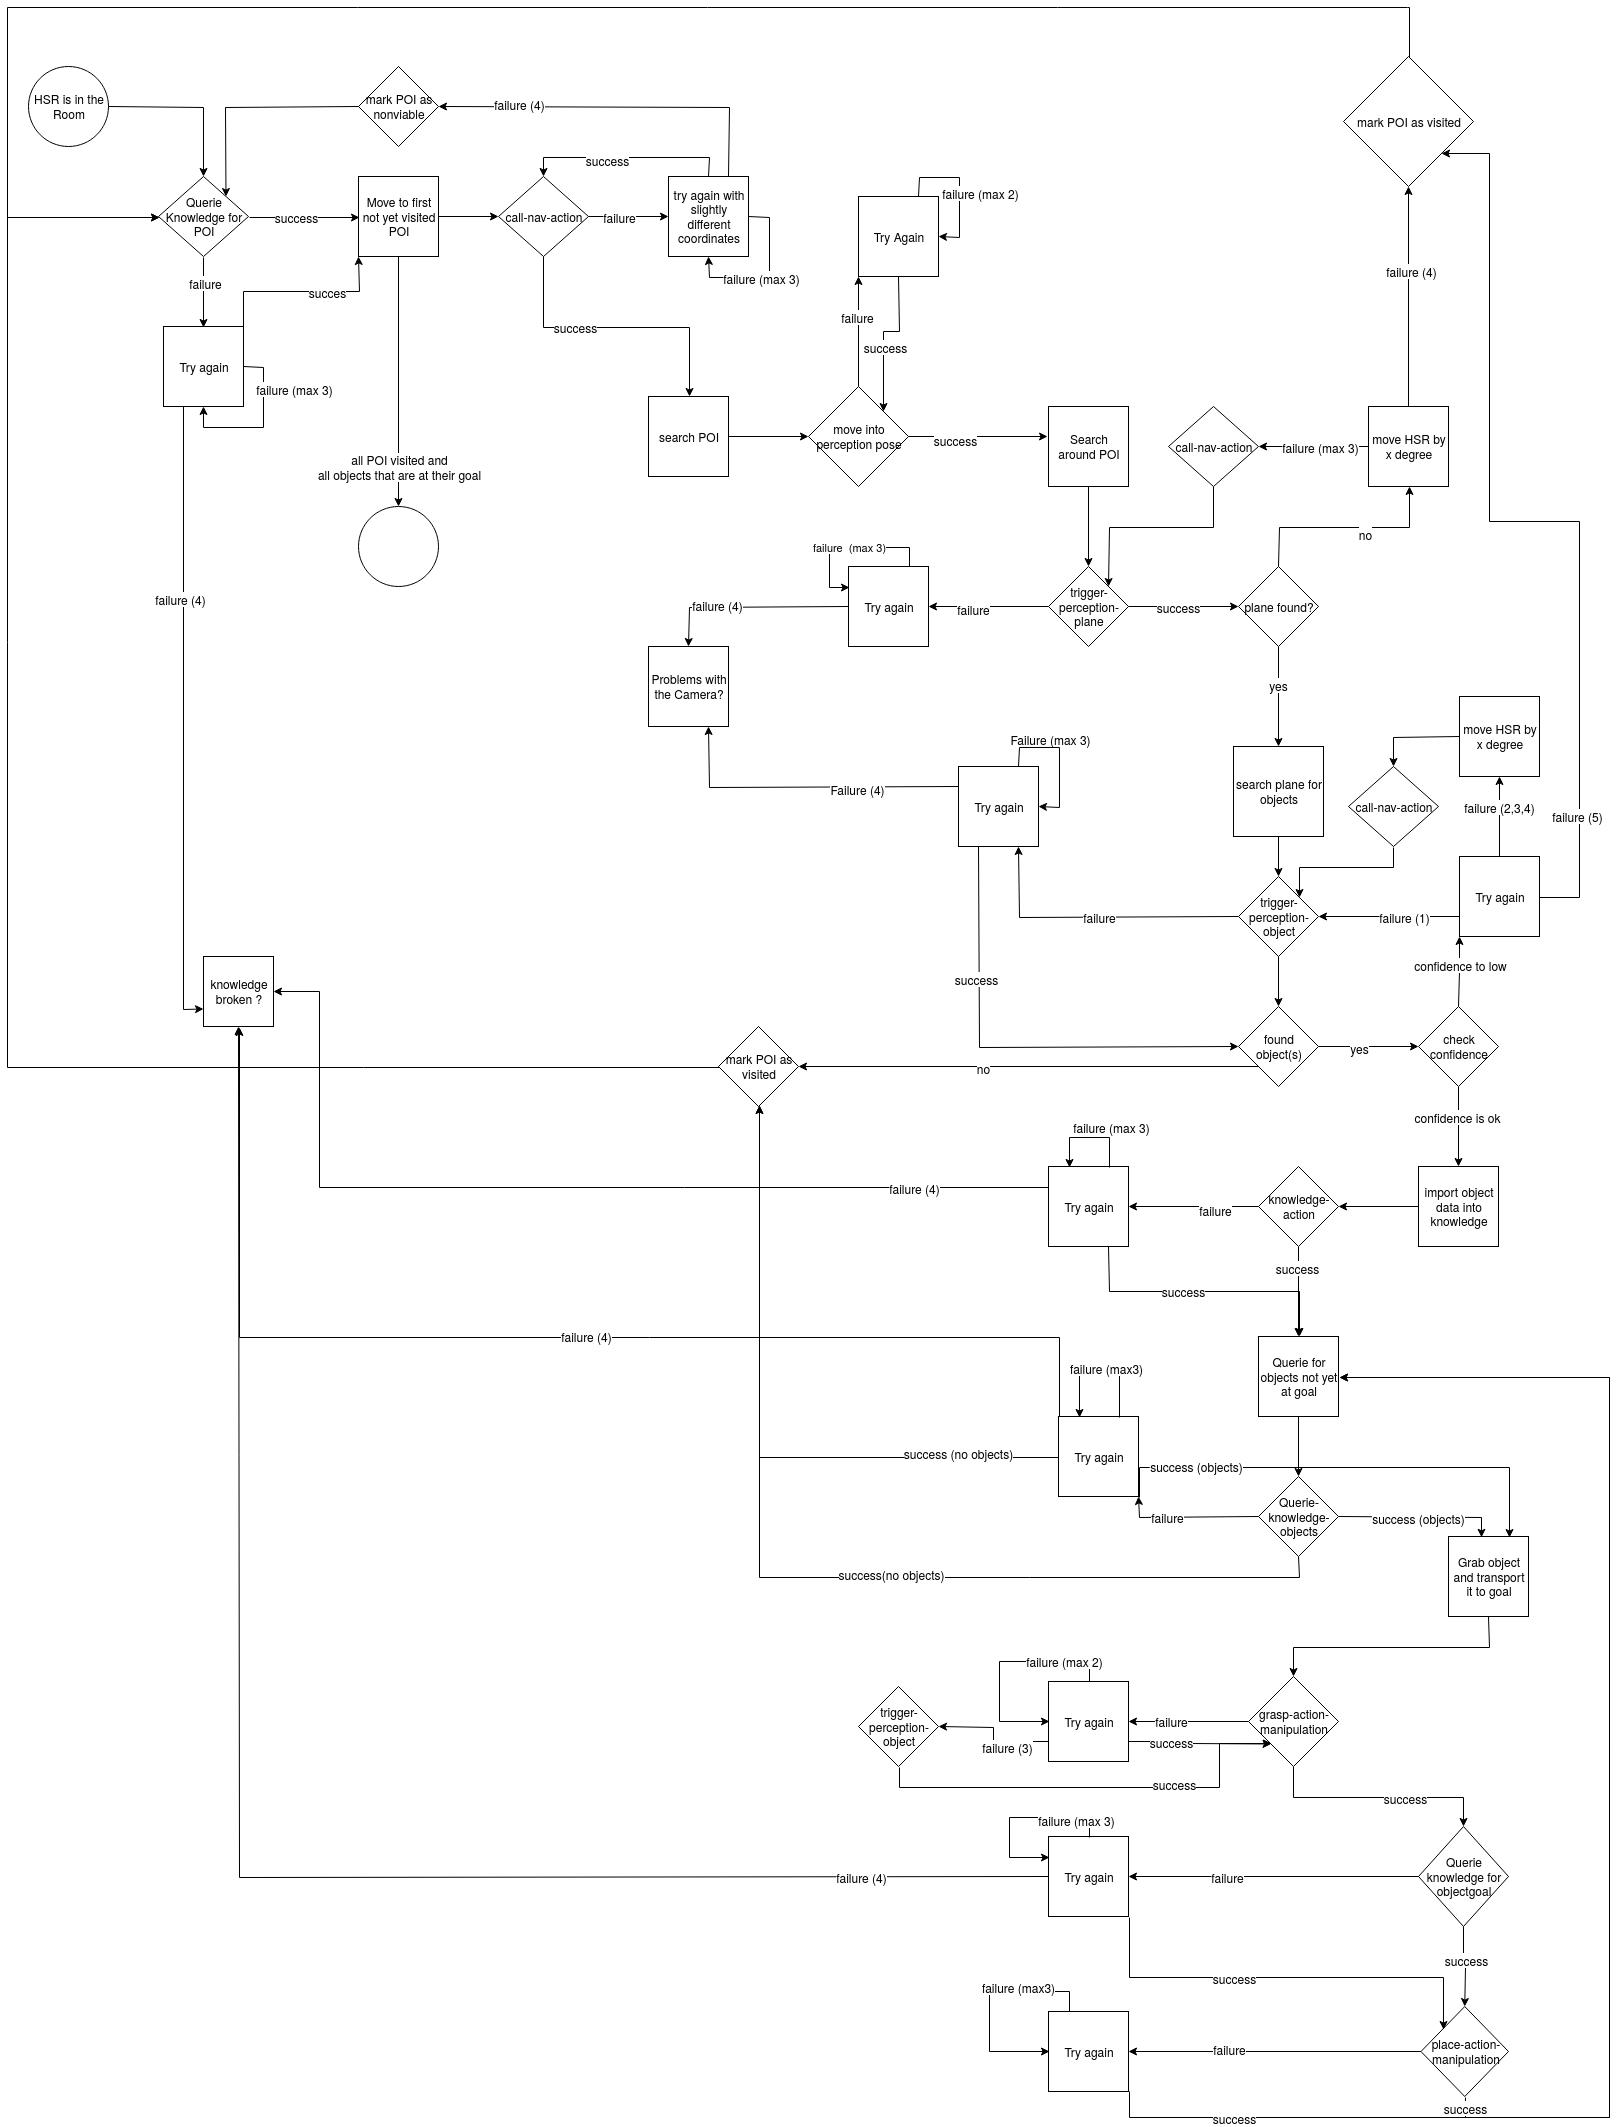 HSR is in the
Room
mark POI as
nonviable
failure (4)
mark POI as visited
success
Querie
Knowledge for
POI
success
Move to first
not yet visited
POI
call-nav-action
failure
try again with
slightly
different
coordinates
failure (max 3)
failure (max 2)
Try Again
failure
succes
failure
success
success
failure (4)
Try again
failure (max 3)
search POI
move into
perception pose
success
Search
around POI
call-nav-action
failure (max 3)
move HSR by
x degree
all POI visited and
all objects that are at their goal
no
failure (max 3)
failure (4)
failure (4)
Try again
failure
trigger-
perception-
plane
success
plane found?
Problems with
the Camera?
yes
Failure (max 3)
move HSR by
x degree
Failure (4)
Try again
search plane for
objects
call-nav-action
failure (2,3,4)
failure (5)
Try again
failure
trigger-
perception-
object
failure (1)
success
confidence to low
knowledge
broken ?
found
object(s)
yes
check
confidence
mark POI as
visited
no
confidence is ok
failure (max 3)
failure (4)
Try again
failure
knowledge-
action
import object
data into
knowledge
success
success
failure (4)
failure (max3)
Querie for
objects not yet
at goal
success (no objects)
Try again
success (objects)
failure
Querie-
knowledge-
objects
success (objects)
success(no objects)
Grab object
and transport
it to goal
failure (max 2)
trigger-
perception-
object
failure (3)
Try again
failure
success
grasp-action-
manipulation
success
success
failure (max 3)
failure (4)
Try again
failure
Querie
knowledge for
objectgoal
success
success
failure (max3)
Try again
failure
place-action-
manipulation
success
success